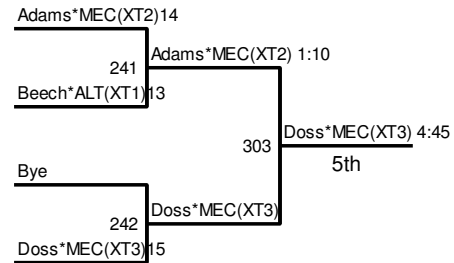 Adams*MEC(XT2)14
241
Adams*MEC(XT2) 1:10
Beech*ALT(XT1)13
303
Doss*MEC(XT3) 4:45
5th
Bye
242
Doss*MEC(XT3)
Doss*MEC(XT3)15